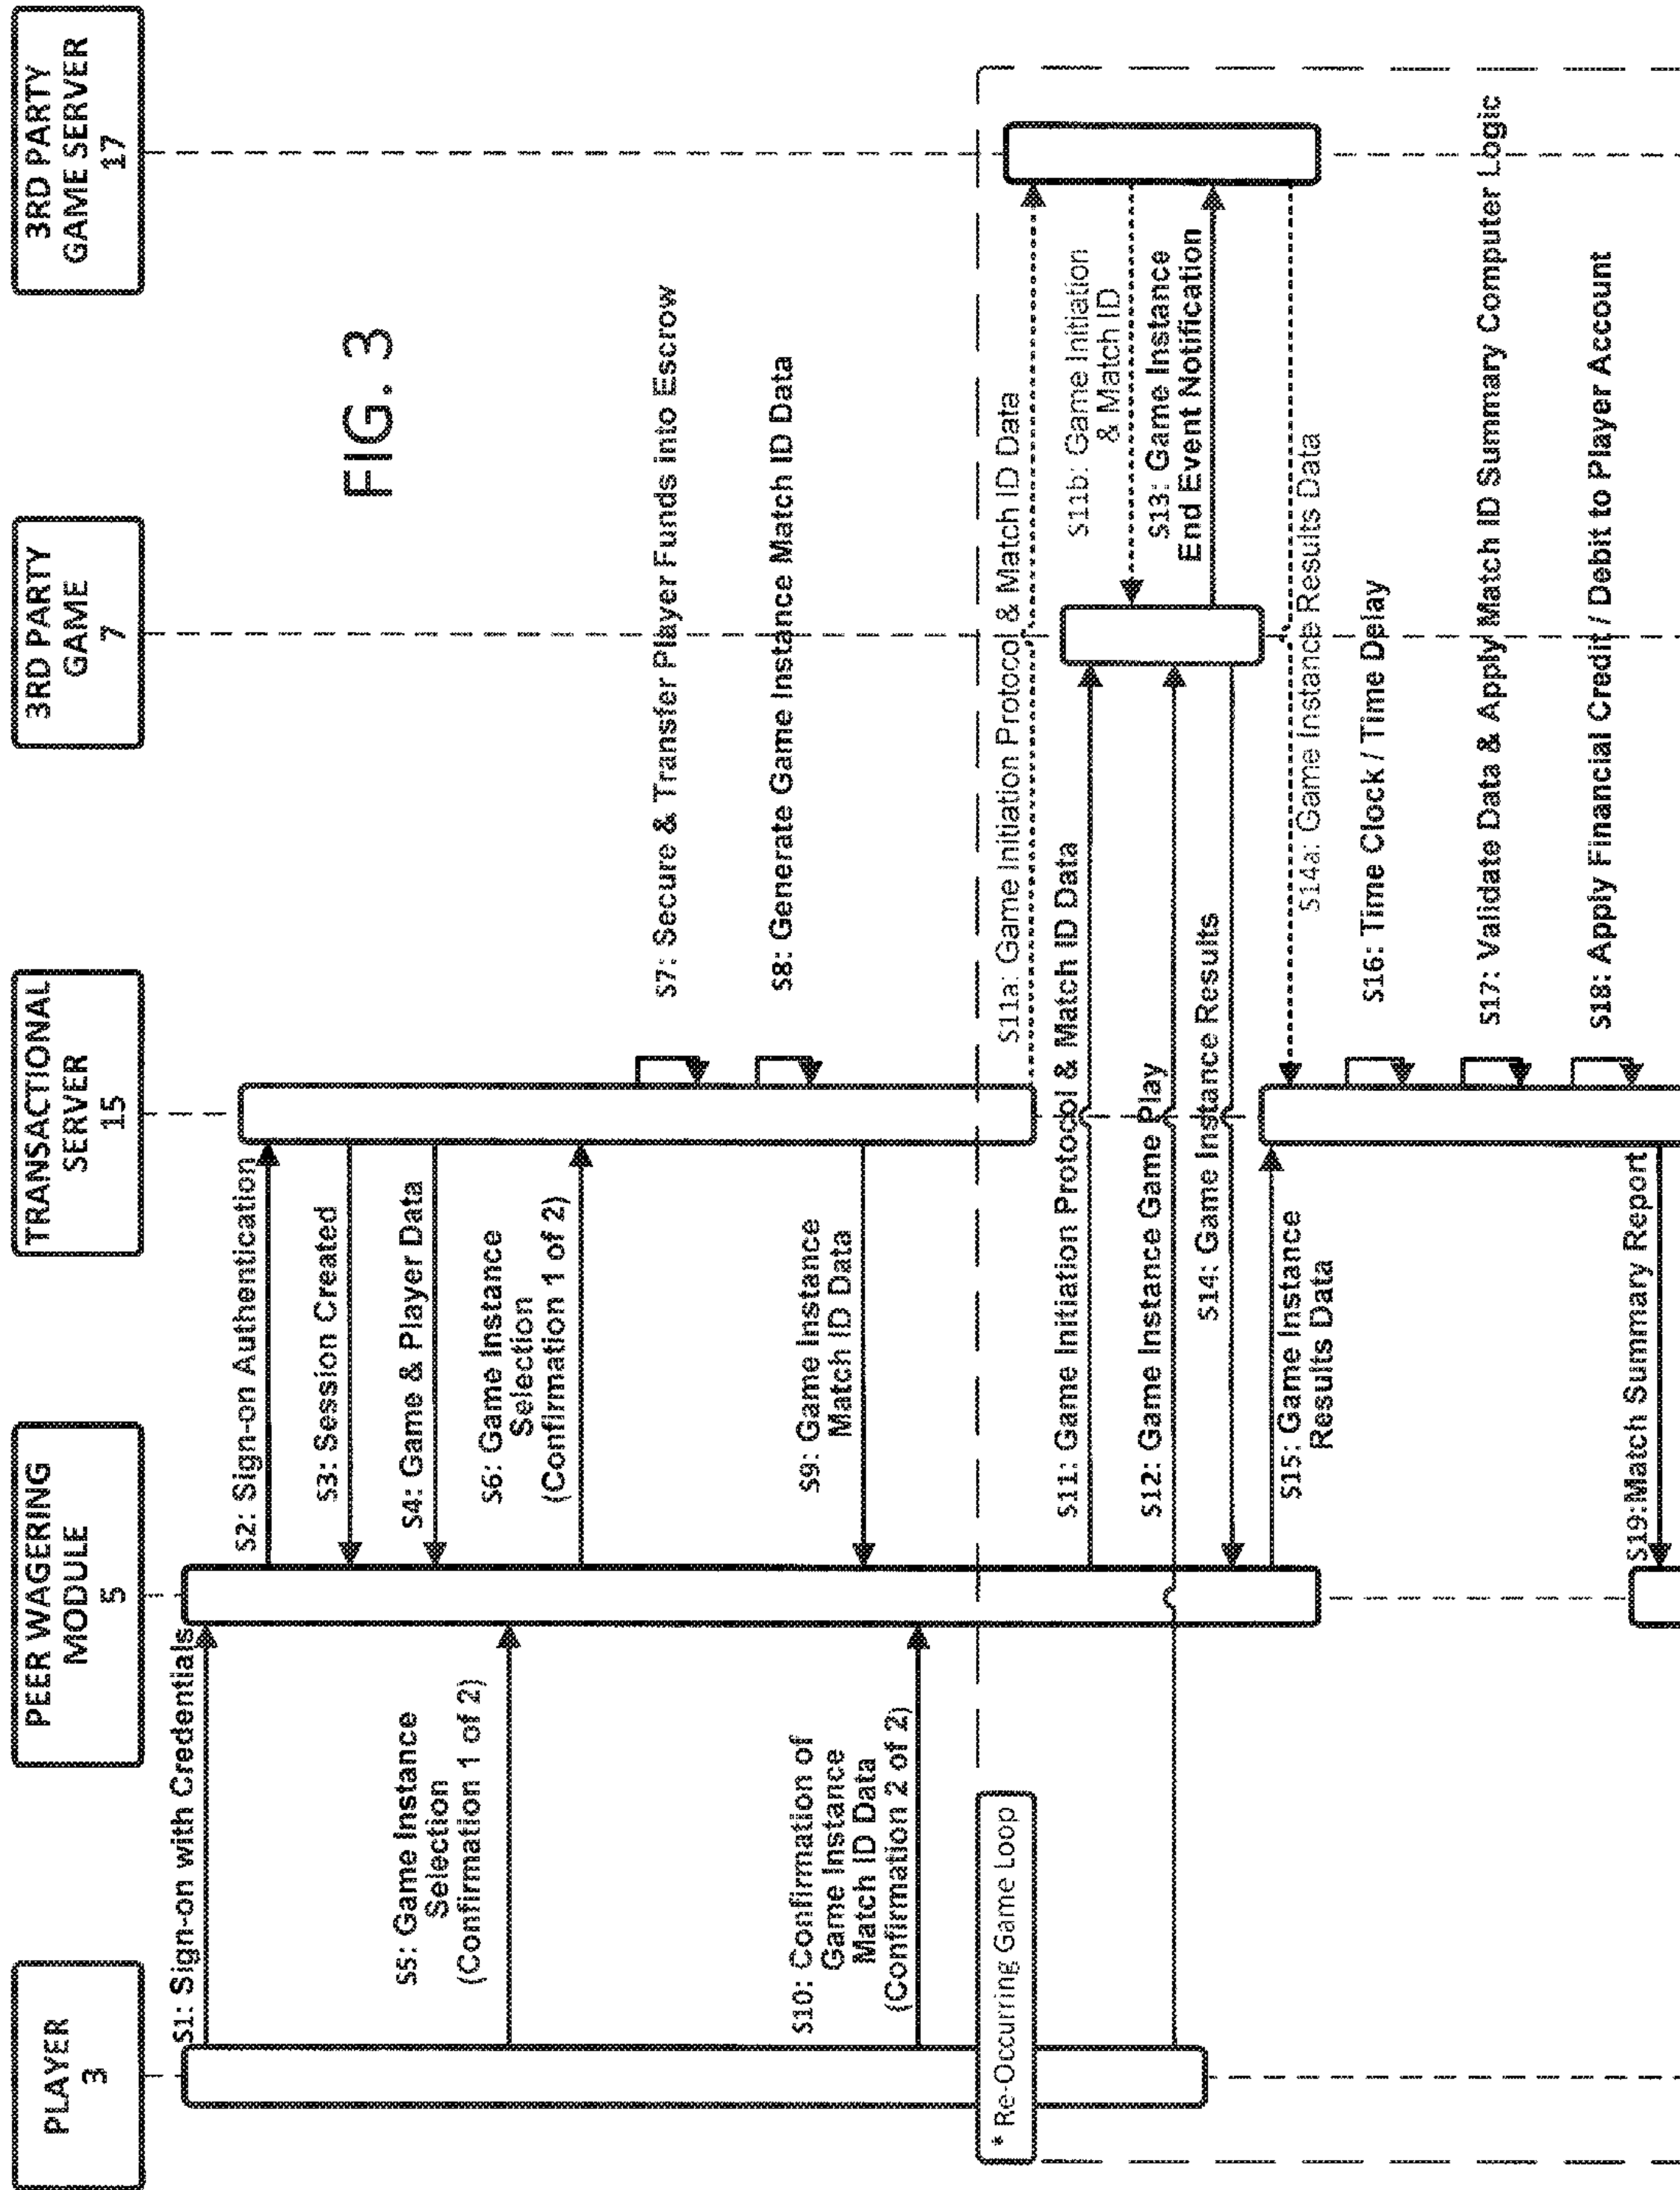 PLAYER
3
PEER WAGERING
MODULE
5
TRANSACTIONAL
SERVER
15
3RD PARTY
GAME
7
3RD PARTY
GAME SERVER
17
FIG. 3
S1: Sign-on with Credentials
S2: Sign-on Authentication
S3: Session Created
S4: Game & Player Data
S5: Game Instance
Selection
(Confirmation 1 of 2)
S6: Game Instance
Selection
(Confirmation 1 of 2)
S7: Secure & Transfer Player Funds into Escrow
S8: Generate Game Instance Match ID Data
S9: Game Instance
Match ID Data
S10: Confirmation of
Game Instance
Match ID Data
(Confirmation 2 of 2)
* Re-Occurring Game Loop
S11a: Game Initiation Protocol & Match ID Data
S11: Game Initiation Protocol & Match ID Data
S11b: Game Initiation
& Match ID
S12: Game Instance Game Play
S13: Game Instance
End Event Notification
S14: Game Instance Results
S14a: Game Instance Results Data
S15: Game Instance
Results Data
S16: Time Clock / Time Delay
S17: Validate Data & Apply Match ID Summary Computer Logic
S18: Apply Financial Credit / Debit to Player Account
S19:Match Summary Report